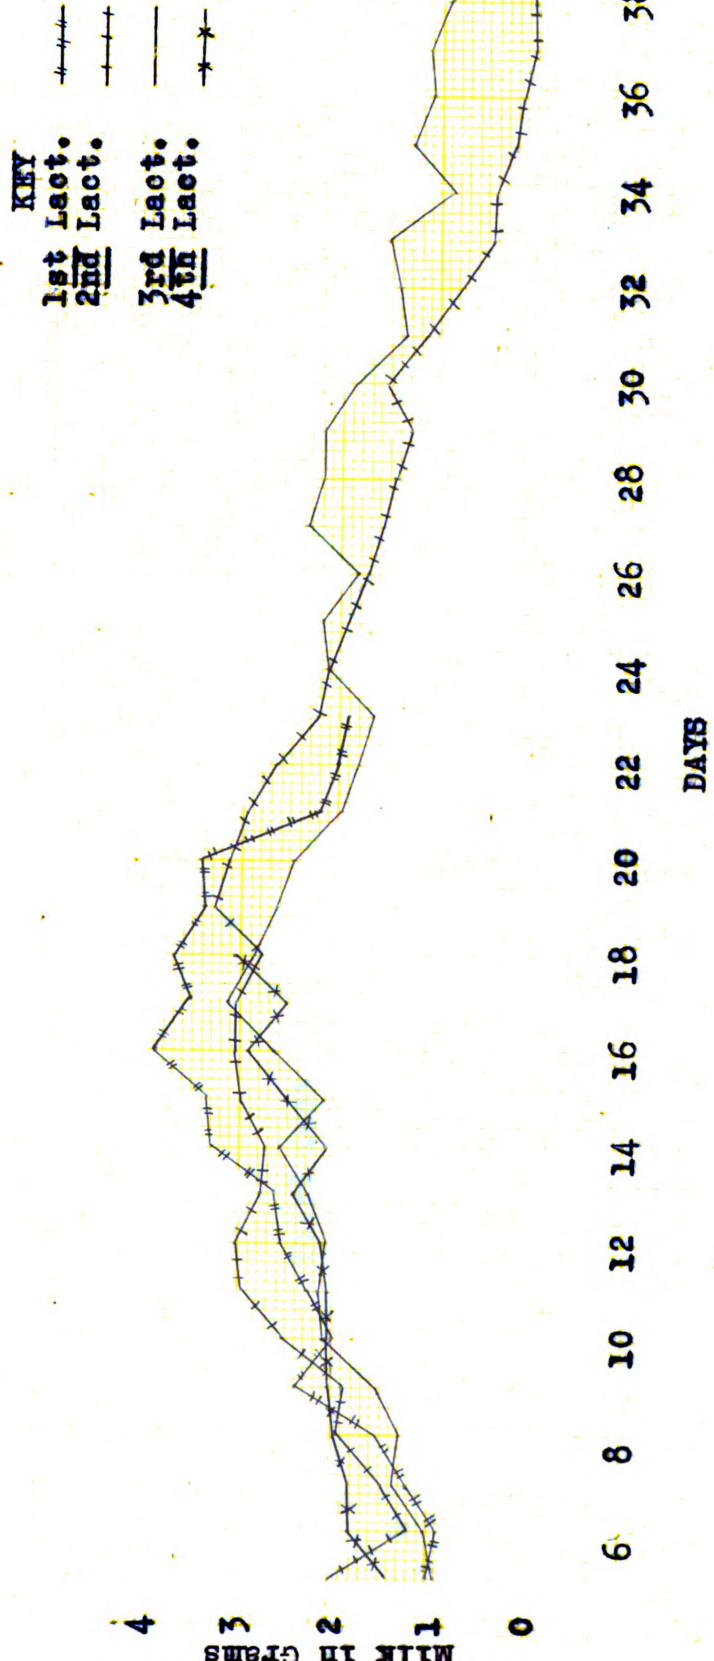 KEY
1st Lact.
2nd Lact.
3rd Lact.
4th Lact.
4
3
2
1
0
Milk in Grams
6 8 10 12 14 16 18 20 22 24 26 28 30 32 34 36
DAYS